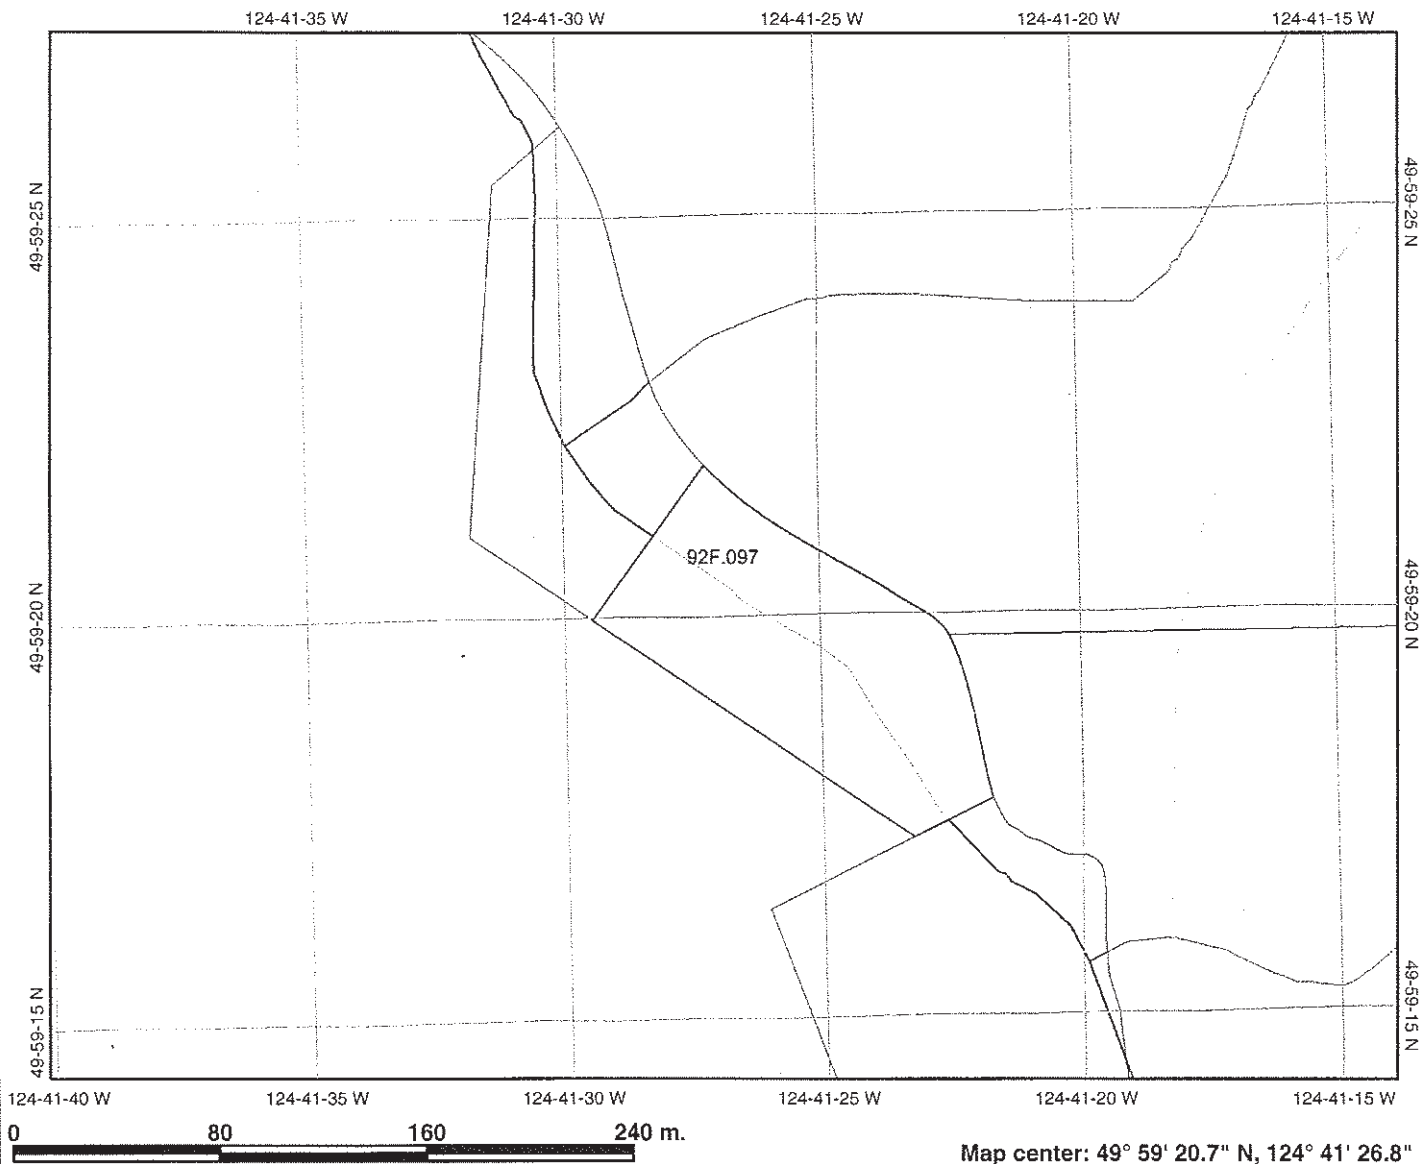 124-41-35 W 124-41-30 W 124-41-25 W 124-41-20 W 124-41-15 W
49-59-25 N
49-59-25 N
92F.097
49-59-20 N
49-59-20 N
49-59-15 N
49-59-15 N
124-41-40 W 124-41-35 W 124-41-30 W 124-41-25 W 124-41-20 W 124-41-15 W
0 80 160 240 m.
Map center: 49° 59' 20.7" N, 124° 41' 26.8"